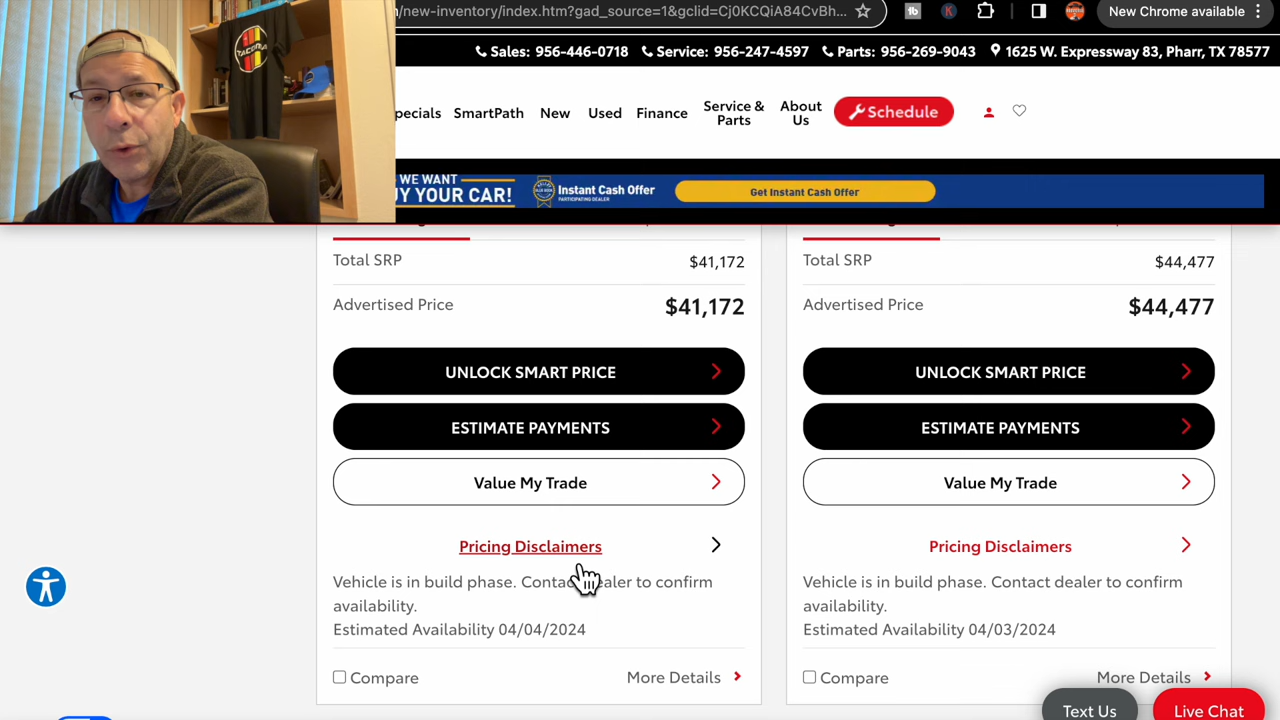 /new-inventory/index.htm?gad_source=1&gclid=Cj0KCQiA84CvBh...
New Chrome available
Sales: 956-446-0718 Service: 956-247-4597 Parts: 956-269-9043 1625 W. Expressway 83, Pharr, TX 78577
pecials SmartPath New Used Finance Service & Parts About Us Schedule
WE WANT
Y YOUR CAR! Instant Cash Offer
PARTICIPATING DEALER
Get Instant Cash Offer
TACOMA
Total SRP $41,172
Advertised Price $41,172
UNLOCK SMART PRICE
ESTIMATE PAYMENTS
Value My Trade
Pricing Disclaimers
Vehicle is in build phase. Contact dealer to confirm
availability.
Estimated Availability 04/04/2024
Compare More Details
Total SRP $44,477
Advertised Price $44,477
UNLOCK SMART PRICE
ESTIMATE PAYMENTS
Value My Trade
Pricing Disclaimers
Vehicle is in build phase. Contact dealer to confirm
availability.
Estimated Availability 04/03/2024
Compare More Details
Text Us
Live Chat